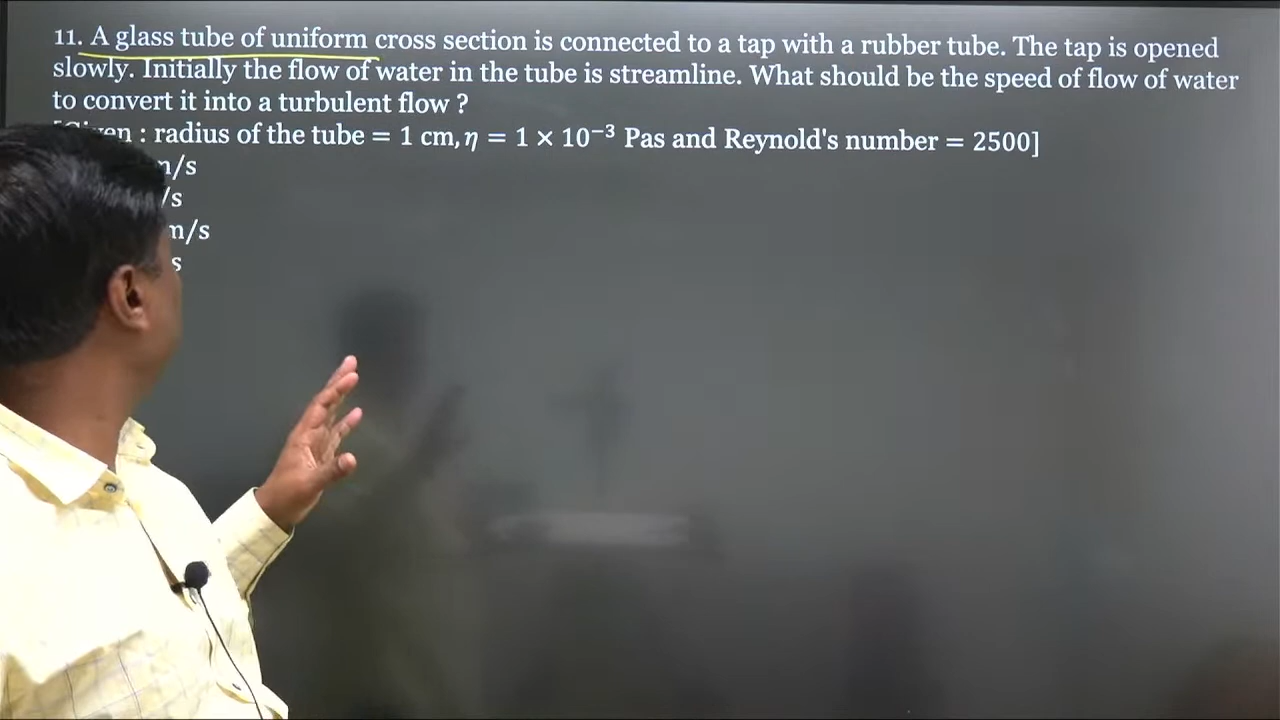 11. A glass tube of uniform cross section is connected to a tap with a rubber tube. The tap is opened
slowly. Initially the flow of water in the tube is streamline. What should be the speed of flow of water
to convert it into a turbulent flow ?
: radius of the tube = 1 cm, η = 1 × 10⁻³ Pas and Reynold's number = 2500]
m/s
/s
m/s
s